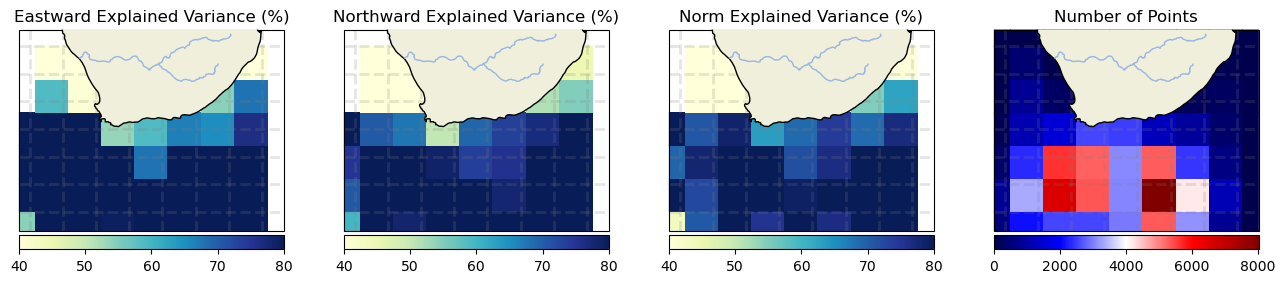 Eastward Explained Variance (%) Northward Explained Variance (%) Norm Explained Variance (%) Number of Points
40 50 60 70 80 40 50 60 70 80 40 50 60 70 80 0 2000 4000 6000 8000